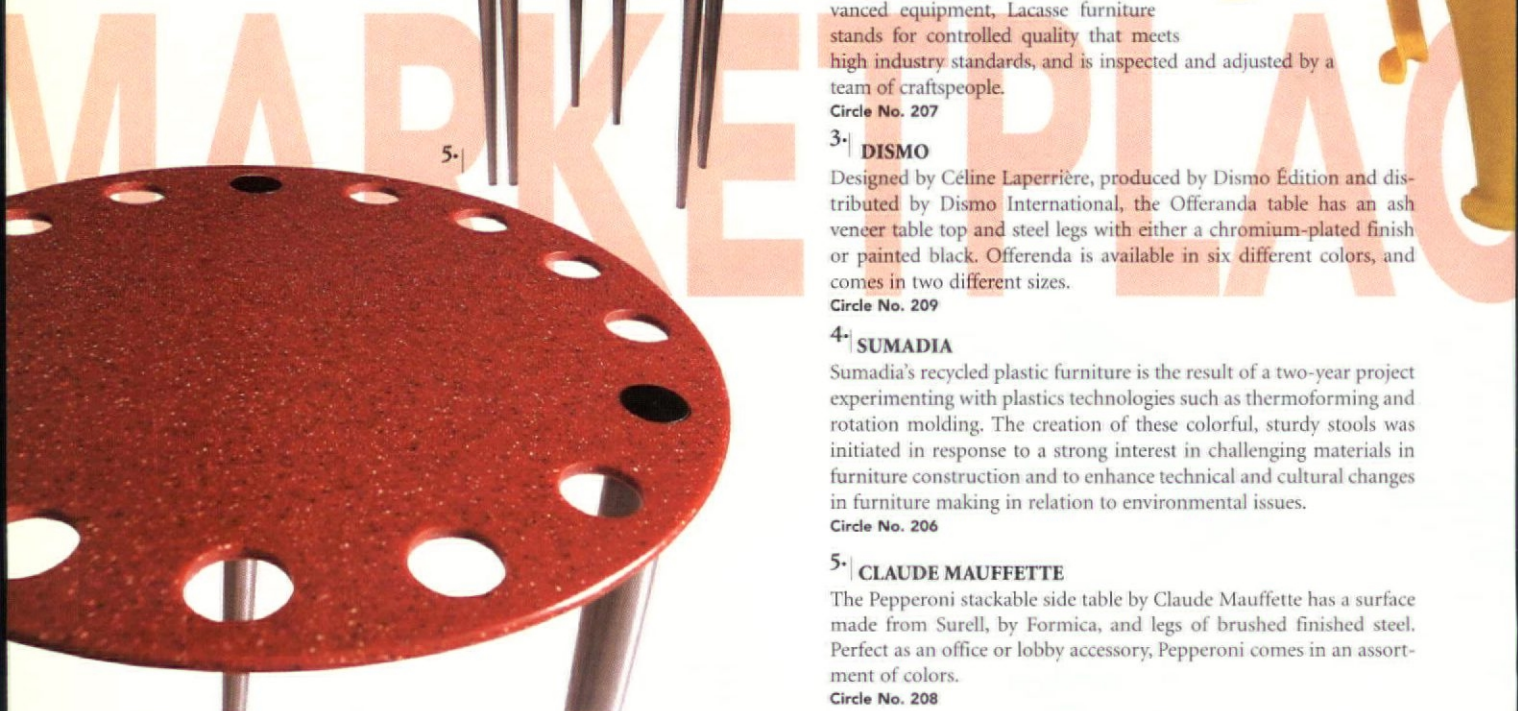 MARKETPLAC
5.
vanced equipment, Lacasse furniture
stands for controlled quality that meets
high industry standards, and is inspected and adjusted by a
team of craftspeople.
Circle No. 207
3. DISMO
Designed by Céline Laperrière, produced by Dismo Édition and dis-
tributed by Dismo International, the Offeranda table has an ash
veneer table top and steel legs with either a chromium-plated finish
or painted black. Offerenda is available in six different colors, and
comes in two different sizes.
Circle No. 209
4. SUMADIA
Sumadia's recycled plastic furniture is the result of a two-year project
experimenting with plastics technologies such as thermoforming and
rotation molding. The creation of these colorful, sturdy stools was
initiated in response to a strong interest in challenging materials in
furniture construction and to enhance technical and cultural changes
in furniture making in relation to environmental issues.
Circle No. 206
5. CLAUDE MAUFFETTE
The Pepperoni stackable side table by Claude Mauffette has a surface
made from Surell, by Formica, and legs of brushed finished steel.
Perfect as an office or lobby accessory, Pepperoni comes in an assort-
ment of colors.
Circle No. 208